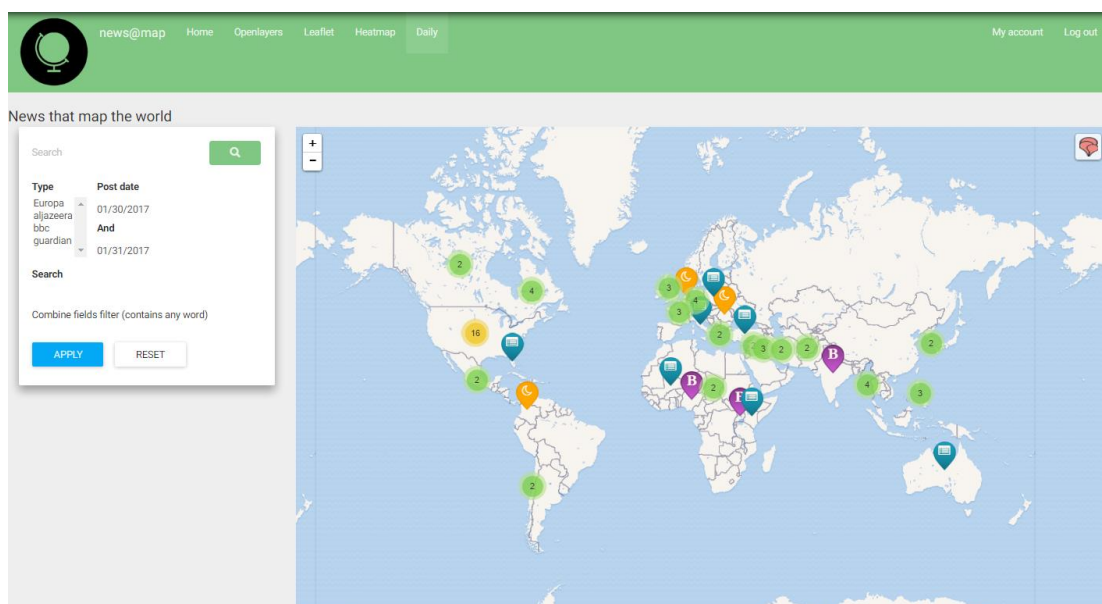 news@map Home Openlayers Leaflet Heatmap Daily My account Log out
News that map the world
Search
Type Post date
Europa
aljazeera
bbc
guardian
01/30/2017
And
01/31/2017
Search
Combine fields filter (contains any word)
APPLY RESET
+
-
2
4
16
2
2
3
4
3
2
3
2
2
B
2
B
2
4
3